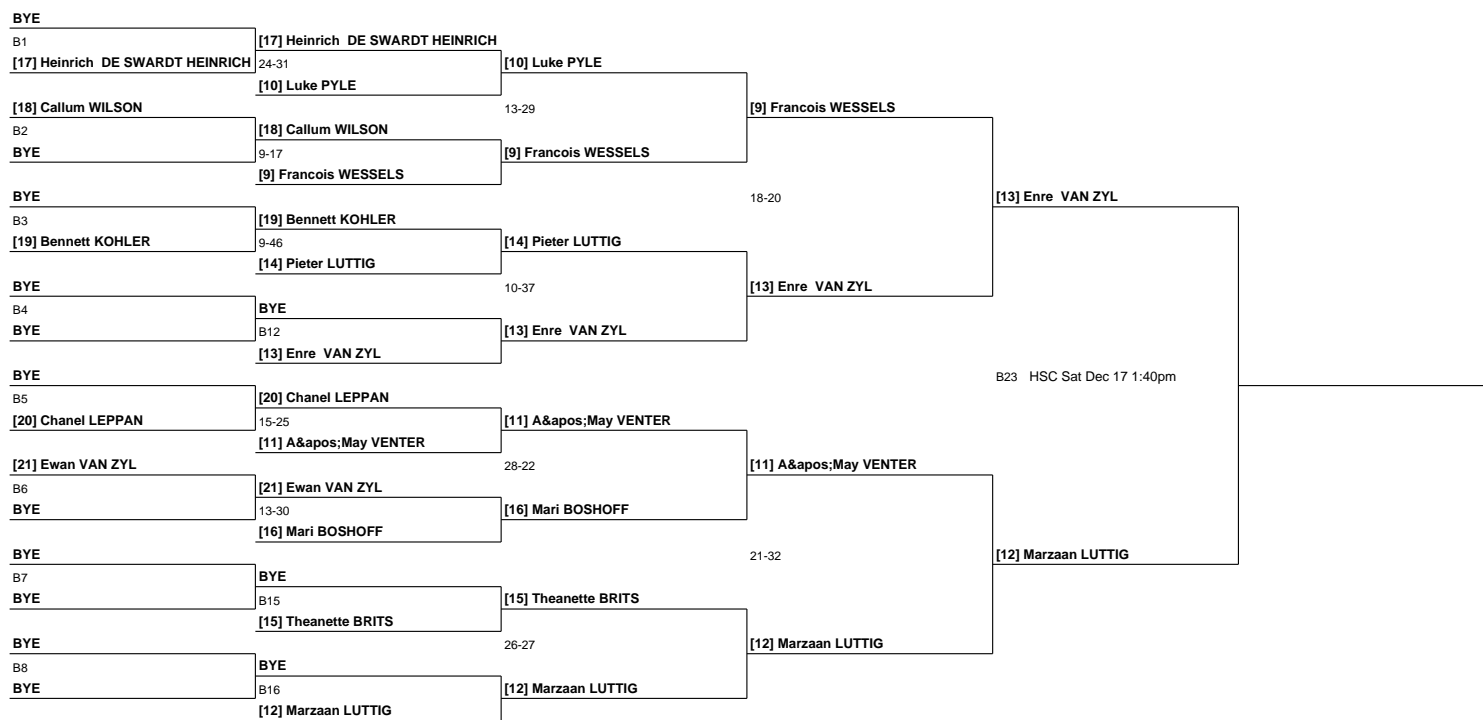 BYE
B1
[17] Heinrich  DE SWARDT HEINRICH
[17] Heinrich  DE SWARDT HEINRICH
24-31
[10] Luke PYLE
[10] Luke PYLE
[18] Callum WILSON
13-29
[9] Francois WESSELS
B2
[18] Callum WILSON
BYE
9-17
[9] Francois WESSELS
[9] Francois WESSELS
BYE
18-20
[13] Enre  VAN ZYL
B3
[19] Bennett KOHLER
[19] Bennett KOHLER
9-46
[14] Pieter LUTTIG
[14] Pieter LUTTIG
BYE
10-37
[13] Enre  VAN ZYL
B4
BYE
BYE
B12
[13] Enre  VAN ZYL
[13] Enre  VAN ZYL
BYE
B23   HSC Sat Dec 17 1:40pm
B5
[20] Chanel LEPPAN
[20] Chanel LEPPAN
15-25
[11] A&apos;May VENTER
[11] A&apos;May VENTER
[21] Ewan VAN ZYL
28-22
[11] A&apos;May VENTER
B6
[21] Ewan VAN ZYL
BYE
13-30
[16] Mari BOSHOFF
[16] Mari BOSHOFF
BYE
21-32
[12] Marzaan LUTTIG
B7
BYE
BYE
B15
[15] Theanette BRITS
[15] Theanette BRITS
BYE
26-27
[12] Marzaan LUTTIG
B8
BYE
BYE
B16
[12] Marzaan LUTTIG
[12] Marzaan LUTTIG